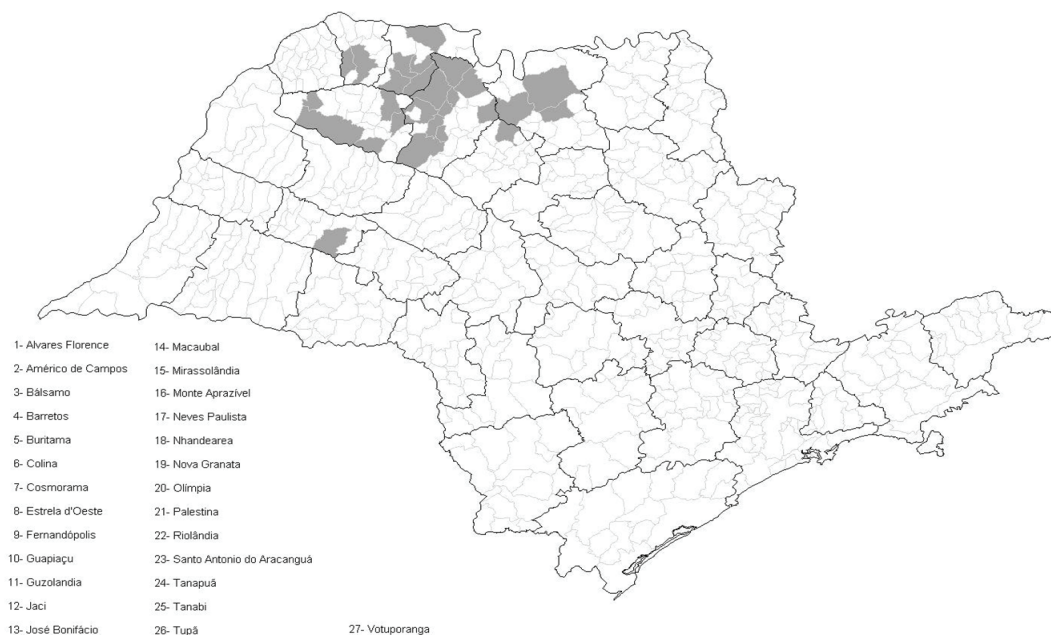 1- Alvares Florence
2- Américo de Campos
3- Bálsamo
4- Barretos
5- Buritama
6- Colina
7- Cosmorama
8- Estrela d'Oeste
9- Fernandópolis
10- Guapiaçu
11- Guzolandia
12- Jaci
13- José Bonifácio
14- Macaubal
15- Mirassolândia
16- Monte Aprazível
17- Neves Paulista
18- Nhandearea
19- Nova Granata
20- Olímpia
21- Palestina
22- Riolândia
23- Santo Antonio do Aracanguá
24- Tanapuã
25- Tanabi
26- Tupã
27- Votuporanga